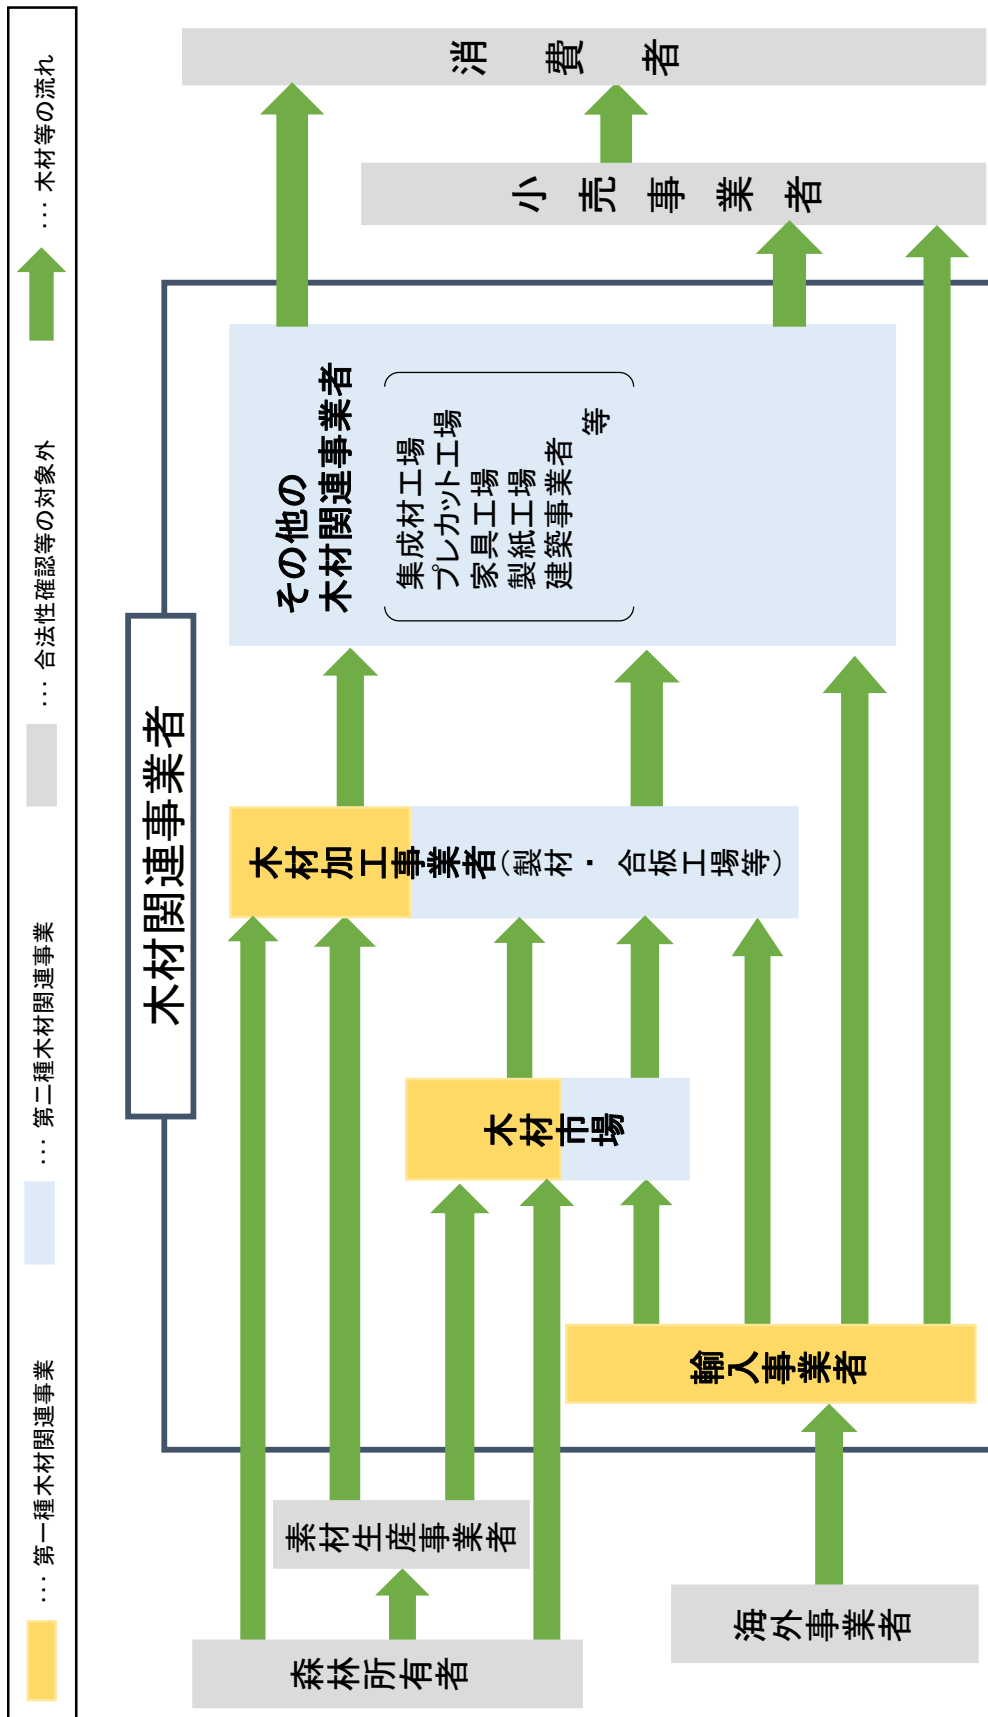 … 第一種木材関連事業
… 第二種木材関連事業
… 合法性確認等の対象外
… 木材等の流れ
木材関連事業者
森林所有者
素材生産事業者
海外事業者
輸入事業者
木材市場
木材加工事業者(製材・合板工場等)
その他の
木材関連事業者
集成材工場
プレカット工場
家具工場
製紙工場
建築事業者 等
小売事業者
消費者